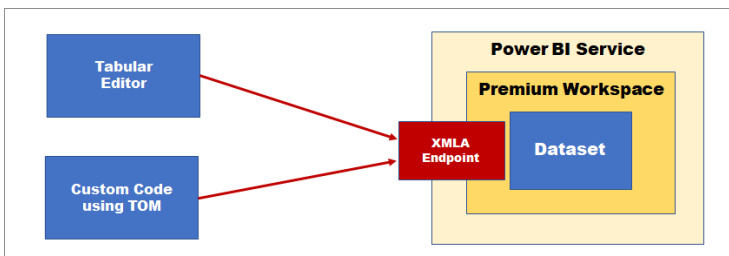 Tabular
Editor
Custom Code
using TOM
XMLA
Endpoint
Power BI Service
Premium Workspace
Dataset